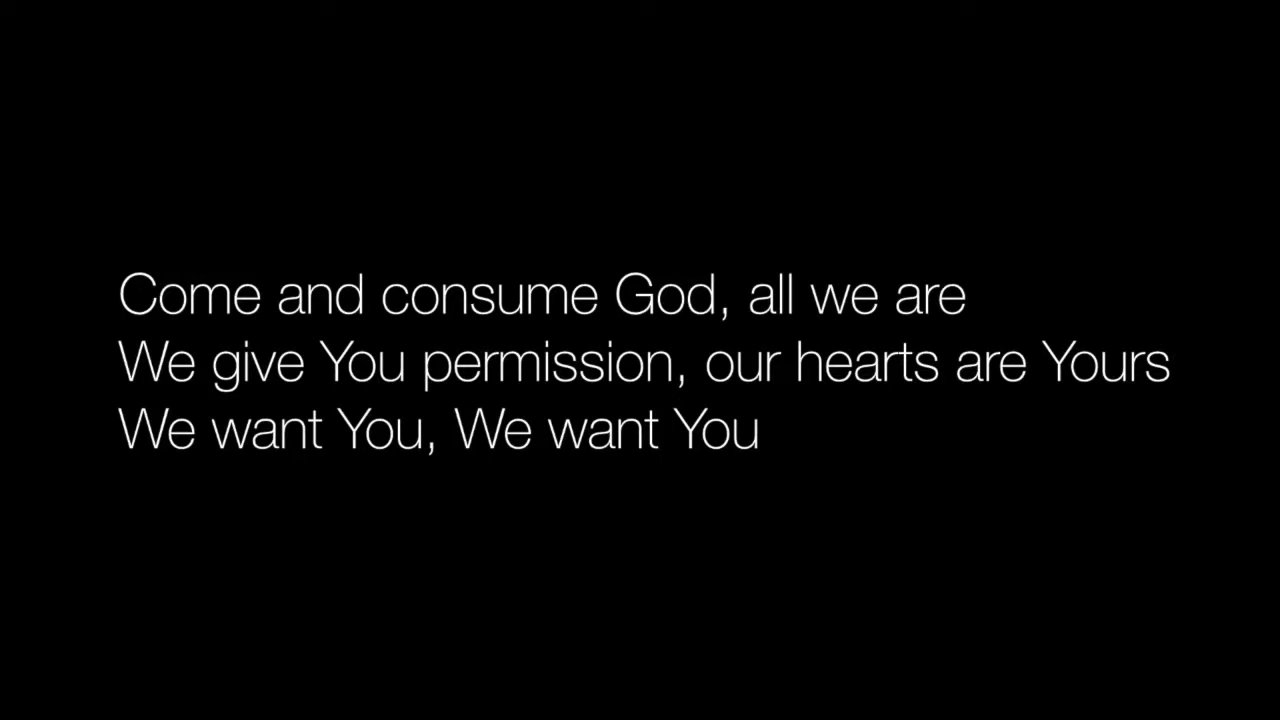 Come and consume God, all we are
We give You permission, our hearts are Yours
We want You, We want You